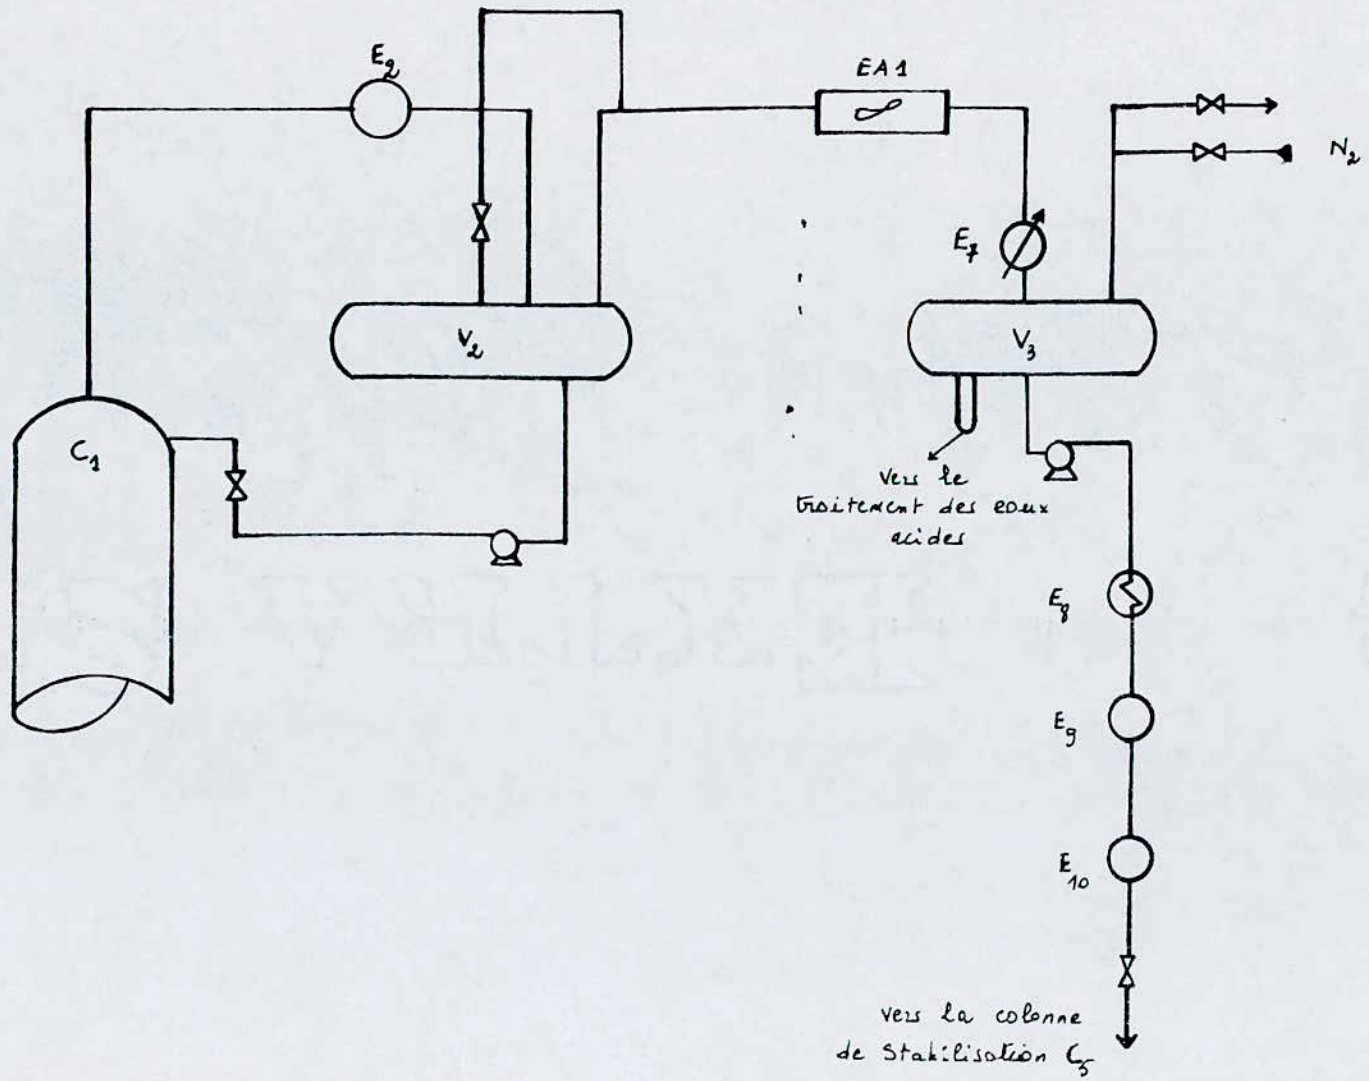 E2
EA1
N2
E7
V2
V3
C1
vers le
traitement des eaux
acides
E8
E9
E10
vers la colonne
de stabilisation C5